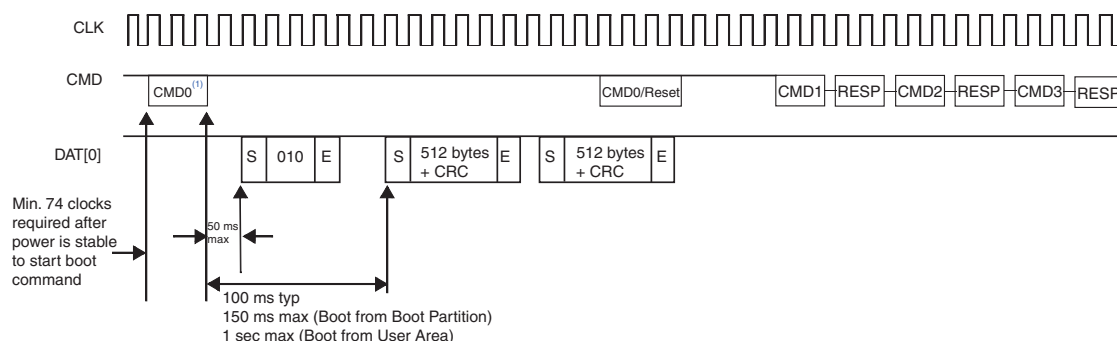 CLK
CMD
CMD0(1)
CMD0/Reset
CMD1
RESP
CMD2
RESP
CMD3
RESP
DAT[0]
S
010
E
S
512 bytes
+ CRC
E
S
512 bytes
+ CRC
E
Min. 74 clocks
required after
power is stable
to start boot
command
50 ms
max
100 ms typ
150 ms max (Boot from Boot Partition)
1 sec max (Boot from User Area)